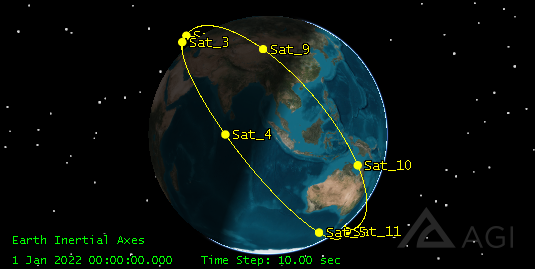 Sat_3
Sat_9
Sat_4
Sat_10
Sat_11
Earth Inertial Axes
AGI
1 Jan 2022 00:00:00.000 Time Step: 10.00 sec